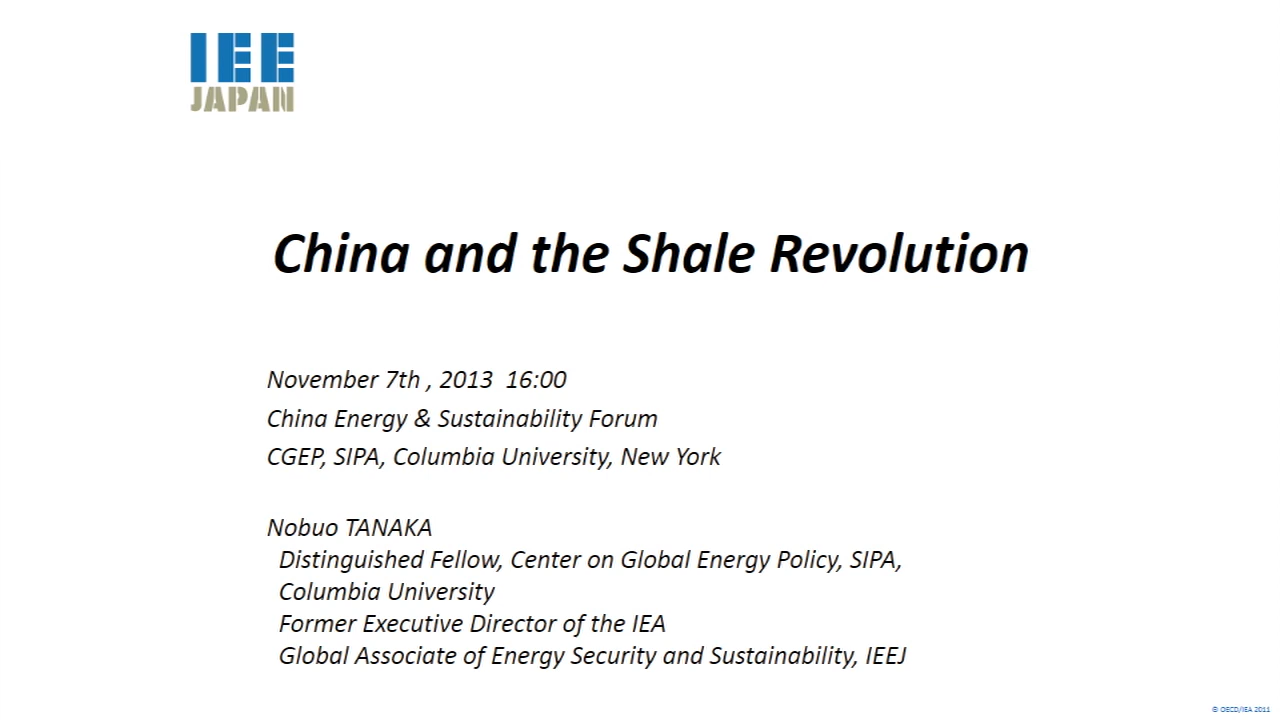 IEE
JAPAN
China and the Shale Revolution
November 7th , 2013  16:00
China Energy & Sustainability Forum
CGEP, SIPA, Columbia University, New York
Nobuo TANAKA
Distinguished Fellow, Center on Global Energy Policy, SIPA,
Columbia University
Former Executive Director of the IEA
Global Associate of Energy Security and Sustainability, IEEJ
© OECD/IEA 2011